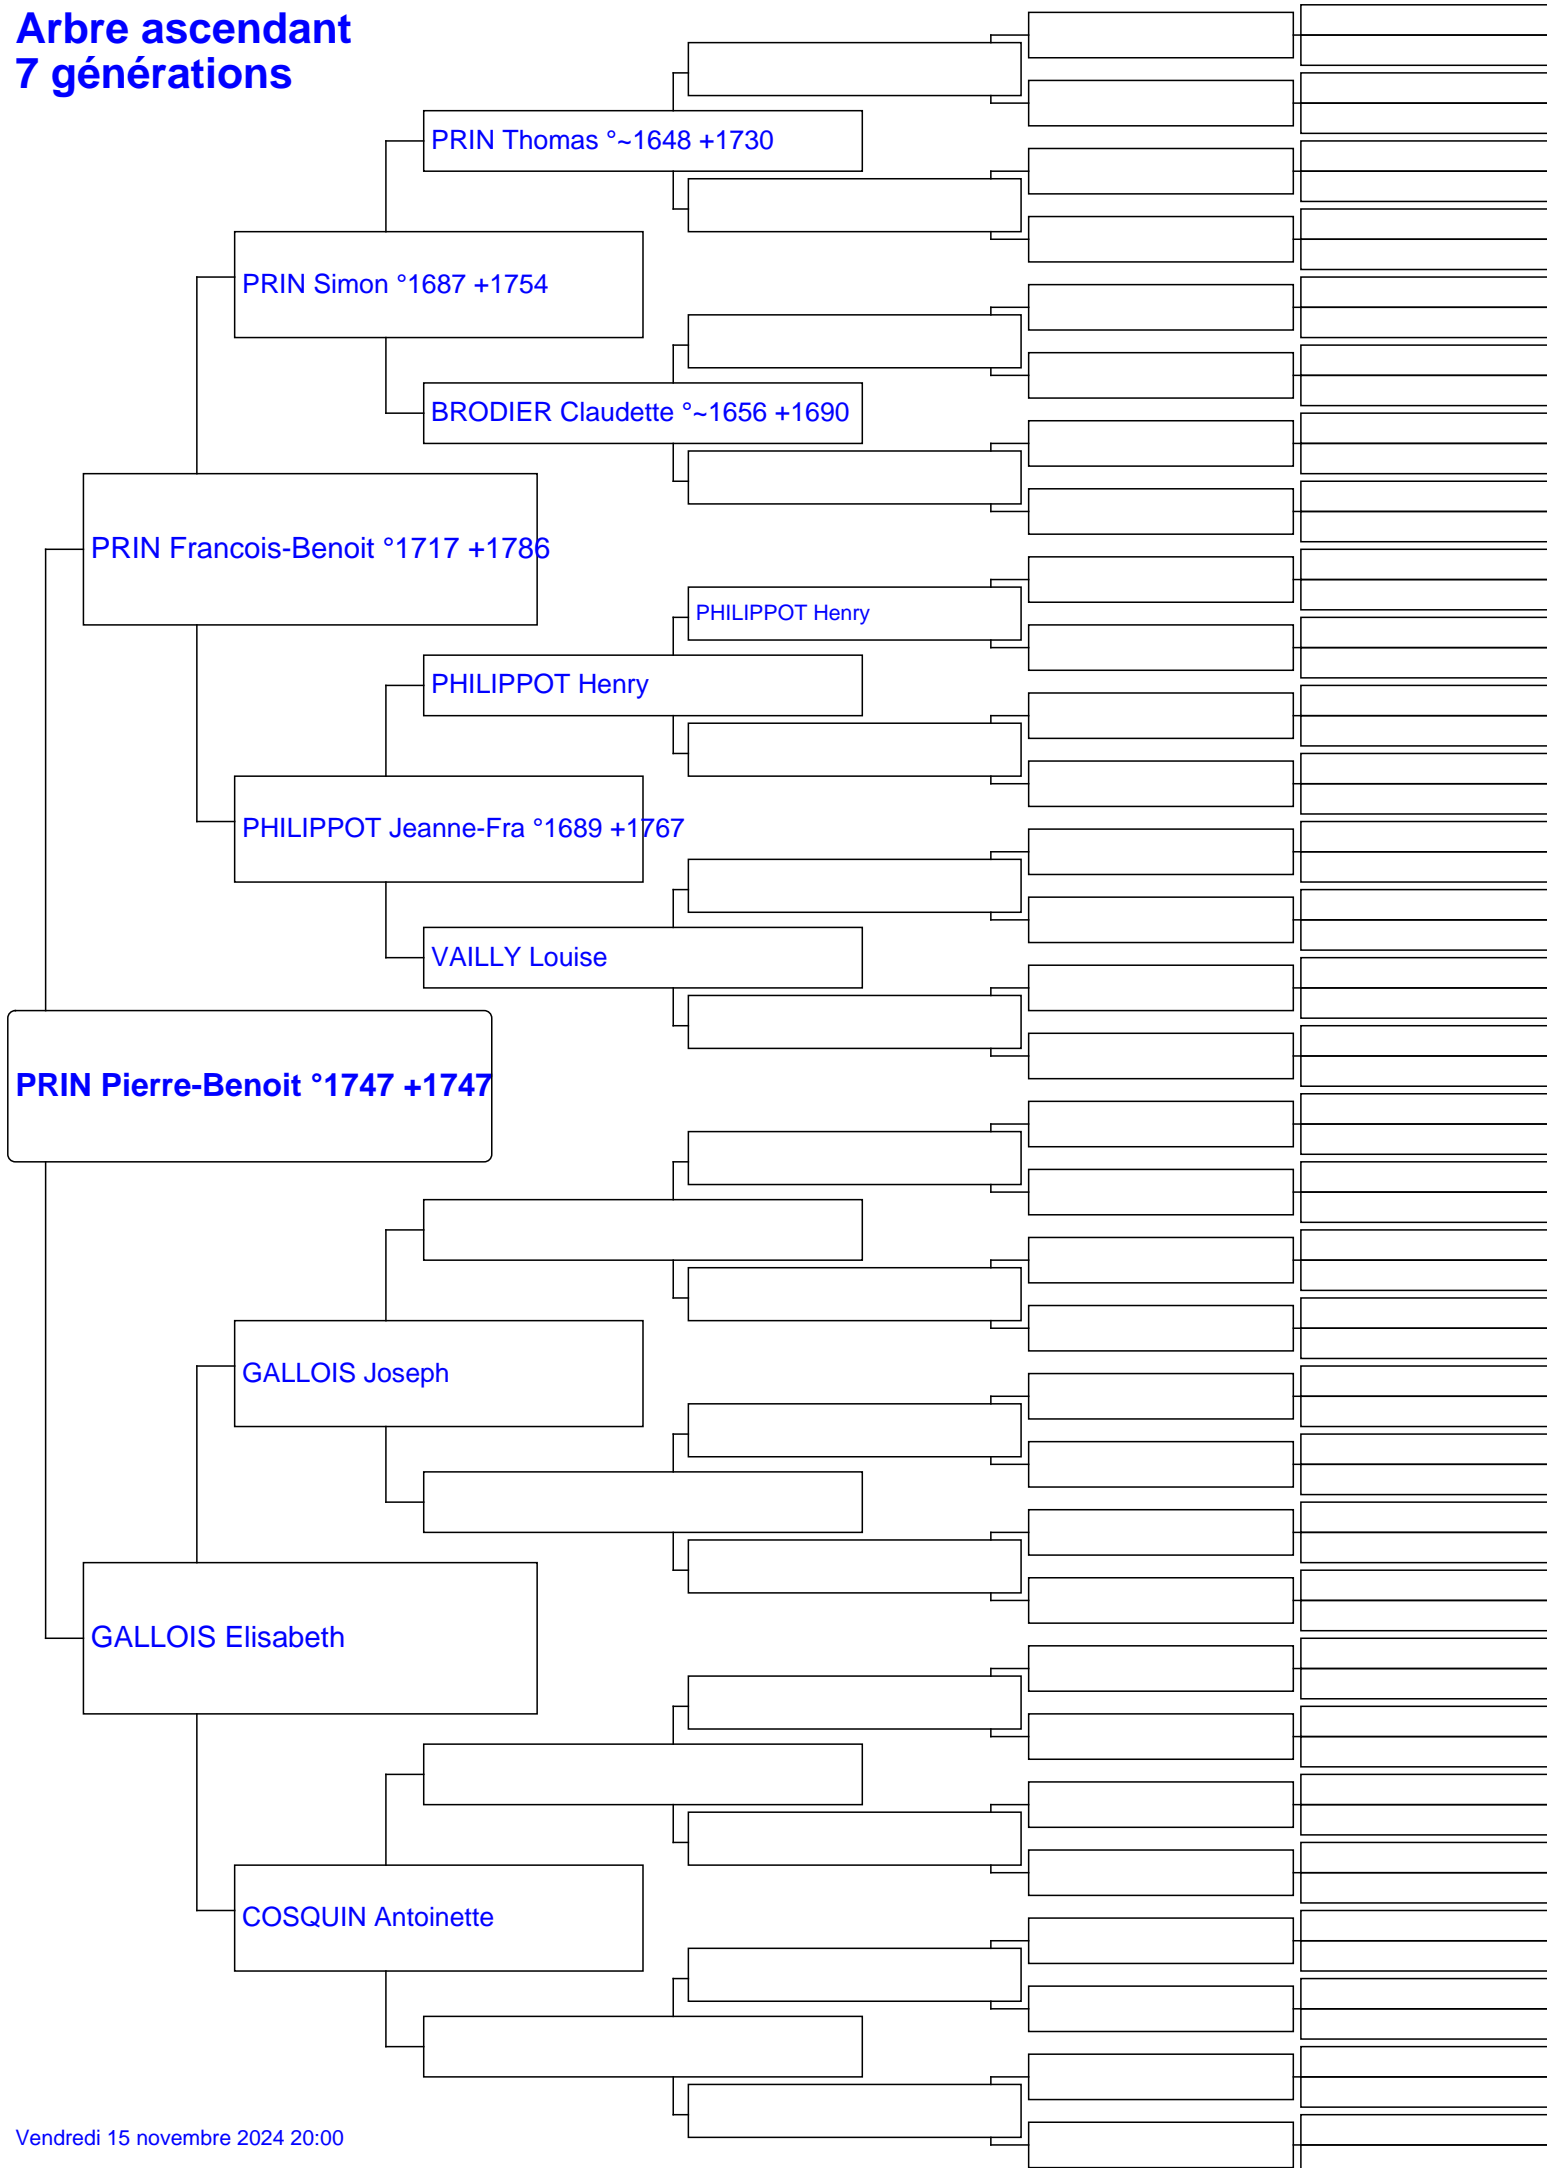 Arbre ascendant
7 générations
PRIN Thomas °~1648 +1730
PRIN Simon °1687 +1754
BRODIER Claudette °~1656 +1690
PRIN Francois-Benoit °1717 +1786
PHILIPPOT Henry
PHILIPPOT Henry
PHILIPPOT Jeanne-Fra °1689 +1767
VAILLY Louise
PRIN Pierre-Benoit °1747 +1747
GALLOIS Joseph
GALLOIS Elisabeth
COSQUIN Antoinette
Vendredi 15 novembre 2024 20:00